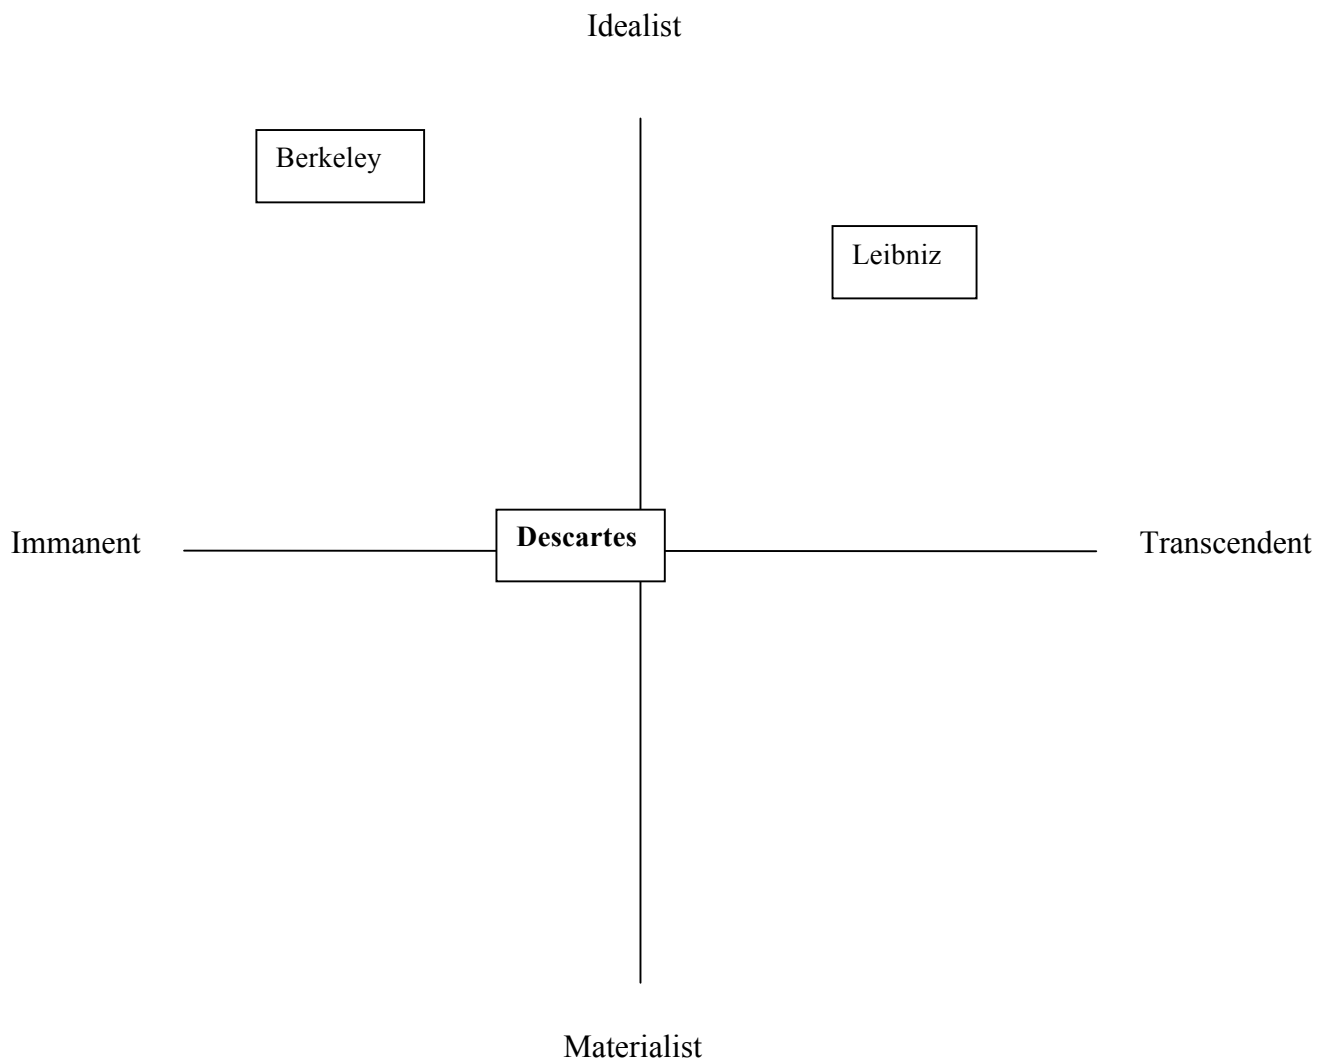 Idealist
Berkeley
Leibniz
Immanent
Descartes
Transcendent
Materialist